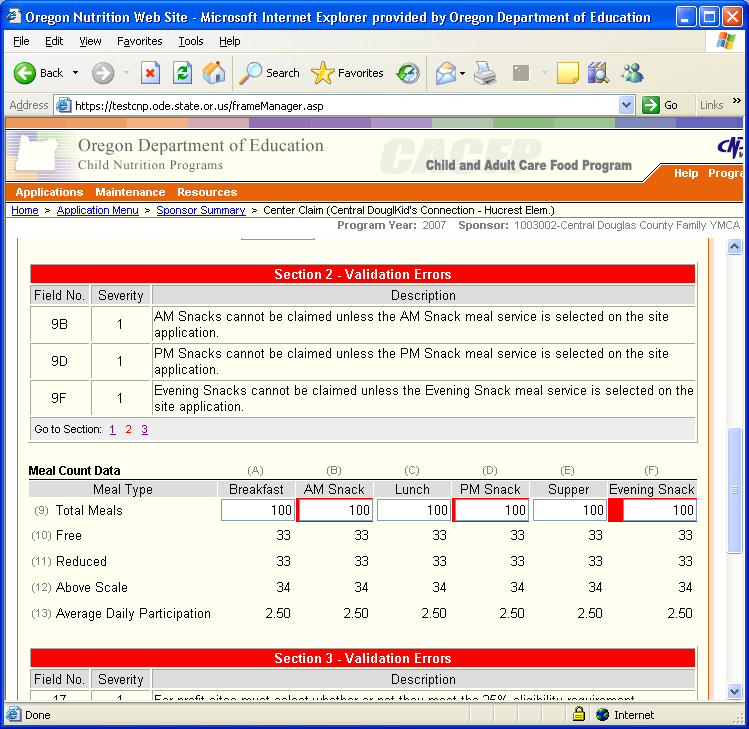 Oregon Nutrition Web Site - Microsoft Internet Explorer provided by Oregon Department of Education
File Edit View Favorites Tools Help
Back Search Favorites
Address https://testcnp.ode.state.or.us/frameManager.asp Go Links »
Oregon Department of Education
Child Nutrition Programs
CACFP
Child and Adult Care Food Program
Help Progra
Applications Maintenance Resources
Home > Application Menu > Sponsor Summary > Center Claim (Central DouglKid's Connection - Hucrest Elem.)
Program Year: 2007 Sponsor: 1003002-Central Douglas County Family YMCA
Section 2 - Validation Errors
Field No. Severity Description
9B 1 AM Snacks cannot be claimed unless the AM Snack meal service is selected on the site
application.
9D 1 PM Snacks cannot be claimed unless the PM Snack meal service is selected on the site
application.
9F 1 Evening Snacks cannot be claimed unless the Evening Snack meal service is selected on the
site application.
Go to Section: 1 2 3
Meal Count Data (A) (B) (C) (D) (E) (F)
Meal Type Breakfast AM Snack Lunch PM Snack Supper Evening Snack
(9) Total Meals 100 100 100 100 100 100
(10) Free 33 33 33 33 33 33
(11) Reduced 33 33 33 33 33 33
(12) Above Scale 34 34 34 34 34 34
(13) Average Daily Participation 2.50 2.50 2.50 2.50 2.50 2.50
Section 3 - Validation Errors
Field No. Severity Description
17 1 For profit sites must select whether or not they meet the 25% eligibility requirement
Done Internet